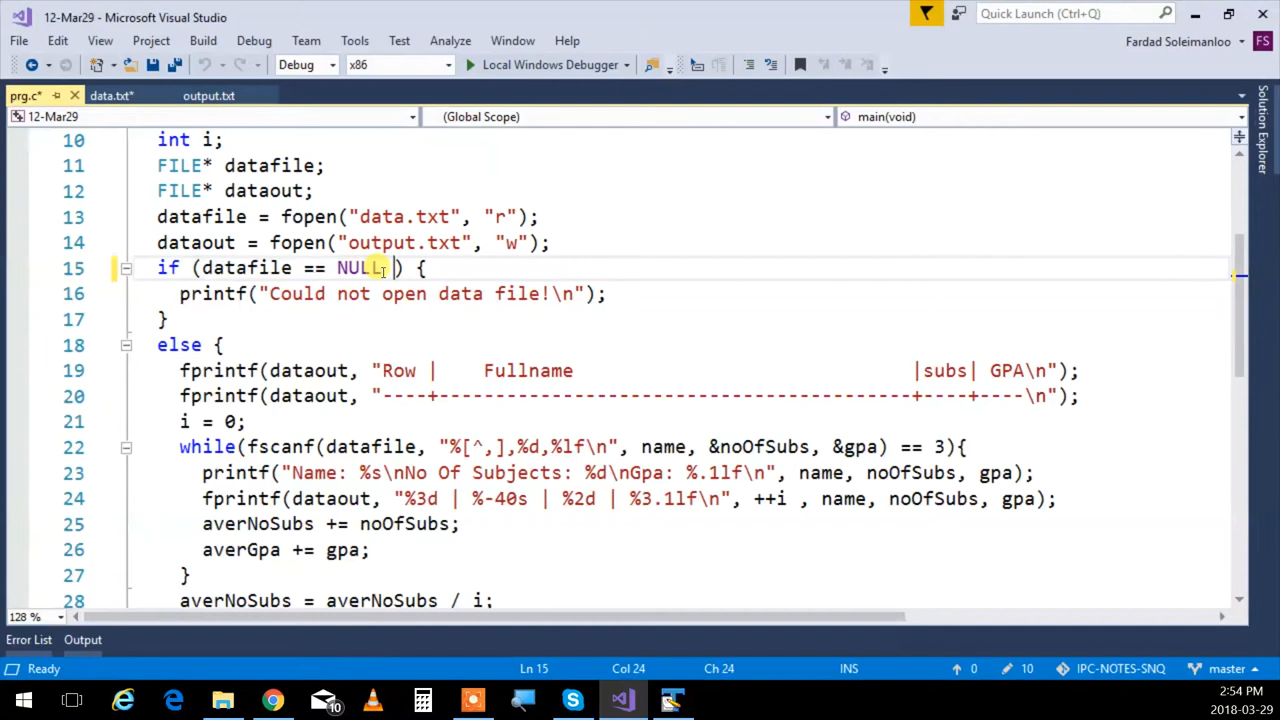 12-Mar29 - Microsoft Visual Studio
Quick Launch (Ctrl+Q)
File Edit View Project Build Debug Team Tools Test Analyze Window Help
Fardad Soleimanloo FS
Debug x86 Local Windows Debugger
prg.c* data.txt* output.txt
12-Mar29 (Global Scope) main(void)
Solution Explorer
10 int i;
11 FILE* datafile;
12 FILE* dataout;
13 datafile = fopen("data.txt", "r");
14 dataout = fopen("output.txt", "w");
15 if (datafile == NULL ) {
16 printf("Could not open data file!\n");
17 }
18 else {
19 fprintf(dataout, "Row |    Fullname                              |subs| GPA\n");
20 fprintf(dataout, "----+------------------------------------------+----+----\n");
21 i = 0;
22 while(fscanf(datafile, "%[^,],%d,%lf\n", name, &noOfSubs, &gpa) == 3){
23 printf("Name: %s\nNo Of Subjects: %d\nGpa: %.1lf\n", name, noOfSubs, gpa);
24 fprintf(dataout, "%3d | %-40s | %2d | %3.1lf\n", ++i , name, noOfSubs, gpa);
25 averNoSubs += noOfSubs;
26 averGpa += gpa;
27 }
28 averNoSubs = averNoSubs / i;
128 %
Error List Output
Ready Ln 15 Col 24 Ch 24 INS 0 10 IPC-NOTES-SNQ master
10
2:54 PM
2018-03-29